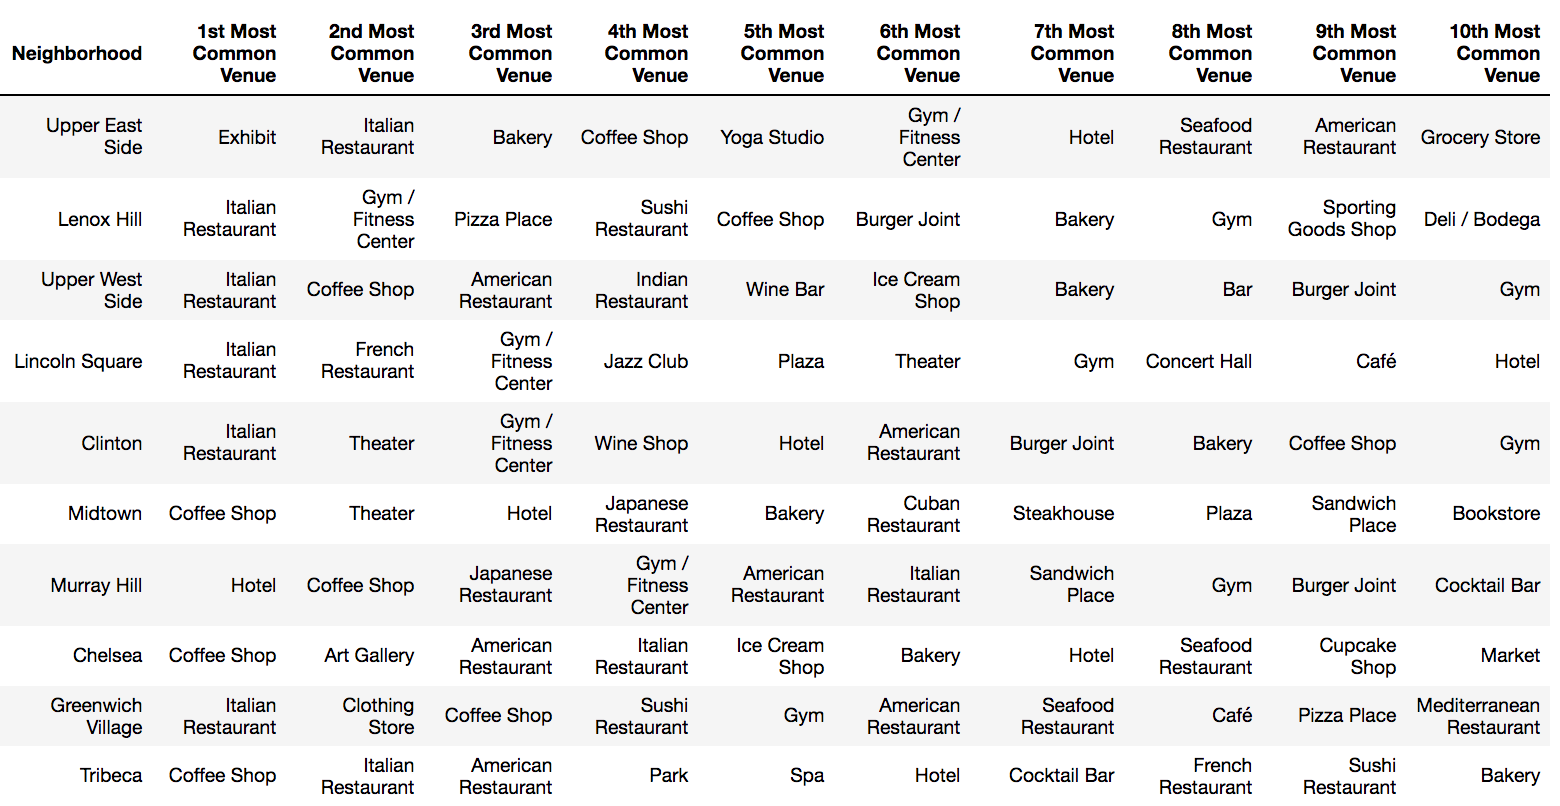 Neighborhood 1st Most Common Venue 2nd Most Common Venue 3rd Most Common Venue 4th Most Common Venue 5th Most Common Venue 6th Most Common Venue 7th Most Common Venue 8th Most Common Venue 9th Most Common Venue 10th Most Common Venue
Upper East Side Exhibit Italian Restaurant Bakery Coffee Shop Yoga Studio Gym / Fitness Center Hotel Seafood Restaurant American Restaurant Grocery Store
Lenox Hill Italian Restaurant Gym / Fitness Center Pizza Place Sushi Restaurant Coffee Shop Burger Joint Bakery Gym Sporting Goods Shop Deli / Bodega
Upper West Side Italian Restaurant Coffee Shop American Restaurant Indian Restaurant Wine Bar Ice Cream Shop Bakery Bar Burger Joint Gym
Lincoln Square Italian Restaurant French Restaurant Gym / Fitness Center Jazz Club Plaza Theater Gym Concert Hall Café Hotel
Clinton Italian Restaurant Theater Gym / Fitness Center Wine Shop Hotel American Restaurant Burger Joint Bakery Coffee Shop Gym
Midtown Coffee Shop Theater Hotel Japanese Restaurant Bakery Cuban Restaurant Steakhouse Plaza Sandwich Place Bookstore
Murray Hill Hotel Coffee Shop Japanese Restaurant Gym / Fitness Center American Restaurant Italian Restaurant Sandwich Place Gym Burger Joint Cocktail Bar
Chelsea Coffee Shop Art Gallery American Restaurant Italian Restaurant Ice Cream Shop Bakery Hotel Seafood Restaurant Cupcake Shop Market
Greenwich Village Italian Restaurant Clothing Store Coffee Shop Sushi Restaurant Gym American Restaurant Seafood Restaurant Café Pizza Place Mediterranean Restaurant
Tribeca Coffee Shop Italian Restaurant American Restaurant Park Spa Hotel Cocktail Bar French Restaurant Sushi Restaurant Bakery